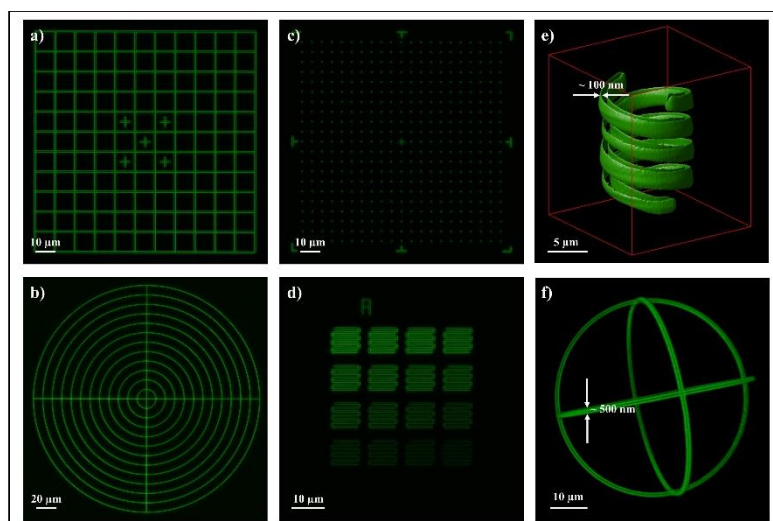 a)
10 µm
c)
10 µm
e)
~ 100 nm
5 µm
b)
20 µm
d)
A
10 µm
f)
~ 500 nm
10 µm